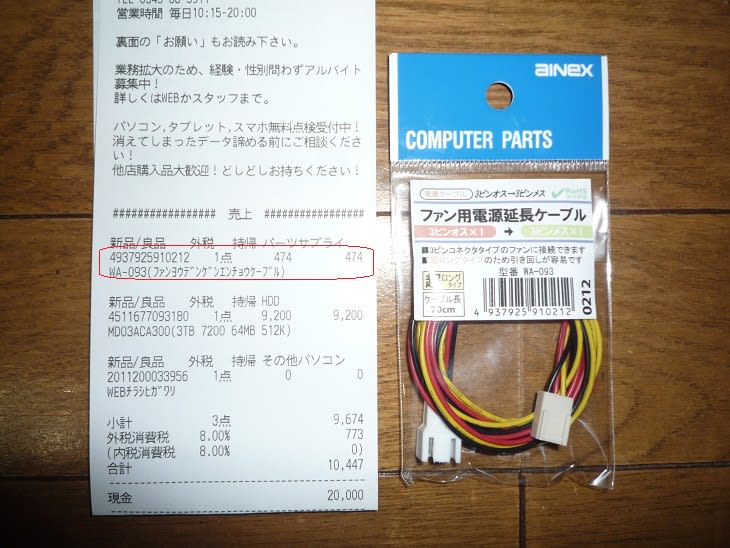 営業時間 毎日10:15-20:00
裏面の「お願い」もお読み下さい。
業務拡大のため、経験・性別問わずアルバイト
募集中!
詳しくはWEBかスタッフまで。
パソコン,タブレット,スマホ無料点検受付中!
消えてしまったデータ諦める前にご相談くださ
い!
他店購入品大歓迎!どしどしお持ちください!
################ 売上 ################
新品/良品 外税 持帰 パーツサプライ
4937925910212 1点 474 474
WA-093(ファンヨウデンゲンエンチョウケーブル)
新品/良品 外税 持帰 HDD
4511677093180 1点 9,200 9,200
MD03ACA300(3TB 7200 64MB 512K)
新品/良品 外税 持帰 その他パソコン
2011200033956 1点 0 0
WEBチラシヒガワリ
小計 3点 9,674
外税消費税 8.00% 773
(内税消費税 8.00% 0)
合計 10,447
現金 20,000
ainex
COMPUTER PARTS
電源ケーブル 3ピンオス→3ピンメス
RoHS
ファン用電源延長ケーブル
3ピンオス×1 → 3ピンメス×1
■3ピンコネクタタイプのファンに接続できます
ロングタイプのため引き回しが容易です
ロング
タイプ
型番 WA-093
ケーブル長
70cm
4 937925 910212
0212